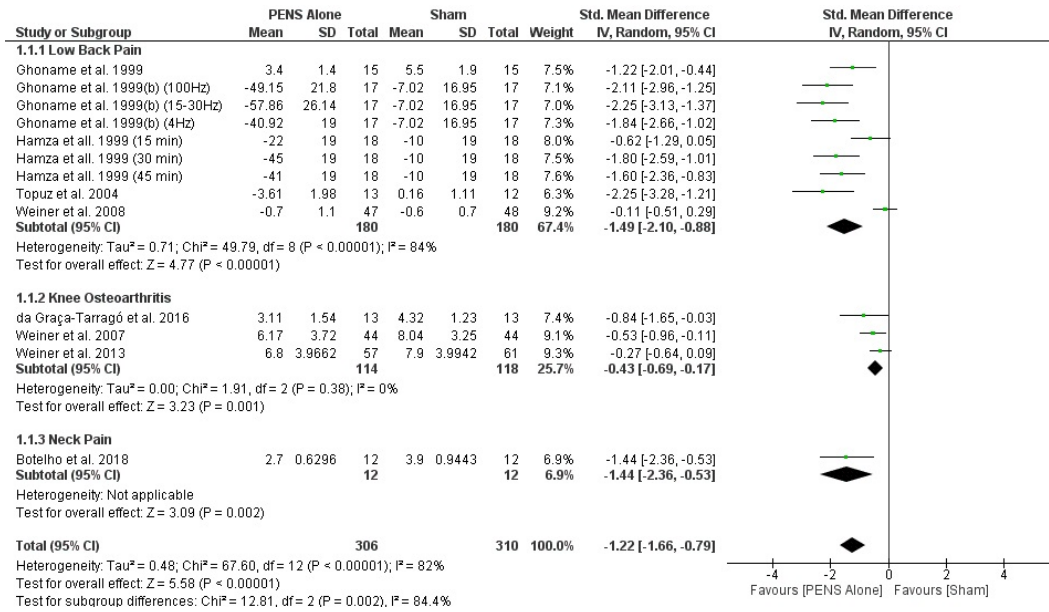 PENS Alone Sham Std. Mean Difference Std. Mean Difference
Study or Subgroup Mean SD Total Mean SD Total Weight IV, Random, 95% CI IV, Random, 95% CI
1.1.1 Low Back Pain
Ghoname et al. 1999 3.4 1.4 15 5.5 1.9 15 7.5% -1.22 [-2.01, -0.44]
Ghoname et al. 1999(b) (100Hz) -49.15 21.8 17 -7.02 16.95 17 7.1% -2.11 [-2.96, -1.25]
Ghoname et al. 1999(b) (15-30Hz) -57.86 26.14 17 -7.02 16.95 17 7.0% -2.25 [-3.13, -1.37]
Ghoname et al. 1999(b) (4Hz) -40.92 19 17 -7.02 16.95 17 7.3% -1.84 [-2.66, -1.02]
Hamza et all. 1999 (15 min) -22 19 18 -10 19 18 8.0% -0.62 [-1.29, 0.05]
Hamza et all. 1999 (30 min) -45 19 18 -10 19 18 7.5% -1.80 [-2.59, -1.01]
Hamza et all. 1999 (45 min) -41 19 18 -10 19 18 7.6% -1.60 [-2.36, -0.83]
Topuz et al. 2004 -3.61 1.98 13 0.16 1.11 12 6.3% -2.25 [-3.28, -1.21]
Weiner et al. 2008 -0.7 1.1 47 -0.6 0.7 48 9.2% -0.11 [-0.51, 0.29]
Subtotal (95% CI) 180 180 67.4% -1.49 [-2.10, -0.88]
Heterogeneity: Tau² = 0.71; Chi² = 49.79, df = 8 (P < 0.00001); I² = 84%
Test for overall effect: Z = 4.77 (P < 0.00001)
1.1.2 Knee Osteoarthritis
da Graça-Tarragó et al. 2016 3.11 1.54 13 4.32 1.23 13 7.4% -0.84 [-1.65, -0.03]
Weiner et al. 2007 6.17 3.72 44 8.04 3.25 44 9.1% -0.53 [-0.96, -0.11]
Weiner et al. 2013 6.8 3.9662 57 7.9 3.9942 61 9.3% -0.27 [-0.64, 0.09]
Subtotal (95% CI) 114 118 25.7% -0.43 [-0.69, -0.17]
Heterogeneity: Tau² = 0.00; Chi² = 1.91, df = 2 (P = 0.38); I² = 0%
Test for overall effect: Z = 3.23 (P = 0.001)
1.1.3 Neck Pain
Botelho et al. 2018 2.7 0.6296 12 3.9 0.9443 12 6.9% -1.44 [-2.36, -0.53]
Subtotal (95% CI) 12 12 6.9% -1.44 [-2.36, -0.53]
Heterogeneity: Not applicable
Test for overall effect: Z = 3.09 (P = 0.002)
Total (95% CI) 306 310 100.0% -1.22 [-1.66, -0.79]
Heterogeneity: Tau² = 0.48; Chi² = 67.60, df = 12 (P < 0.00001); I² = 82%
Test for overall effect: Z = 5.58 (P < 0.00001)
Test for subgroup differences: Chi² = 12.81, df = 2 (P = 0.002), I² = 84.4%
-4 -2 0 2 4
Favours [PENS Alone] Favours [Sham]